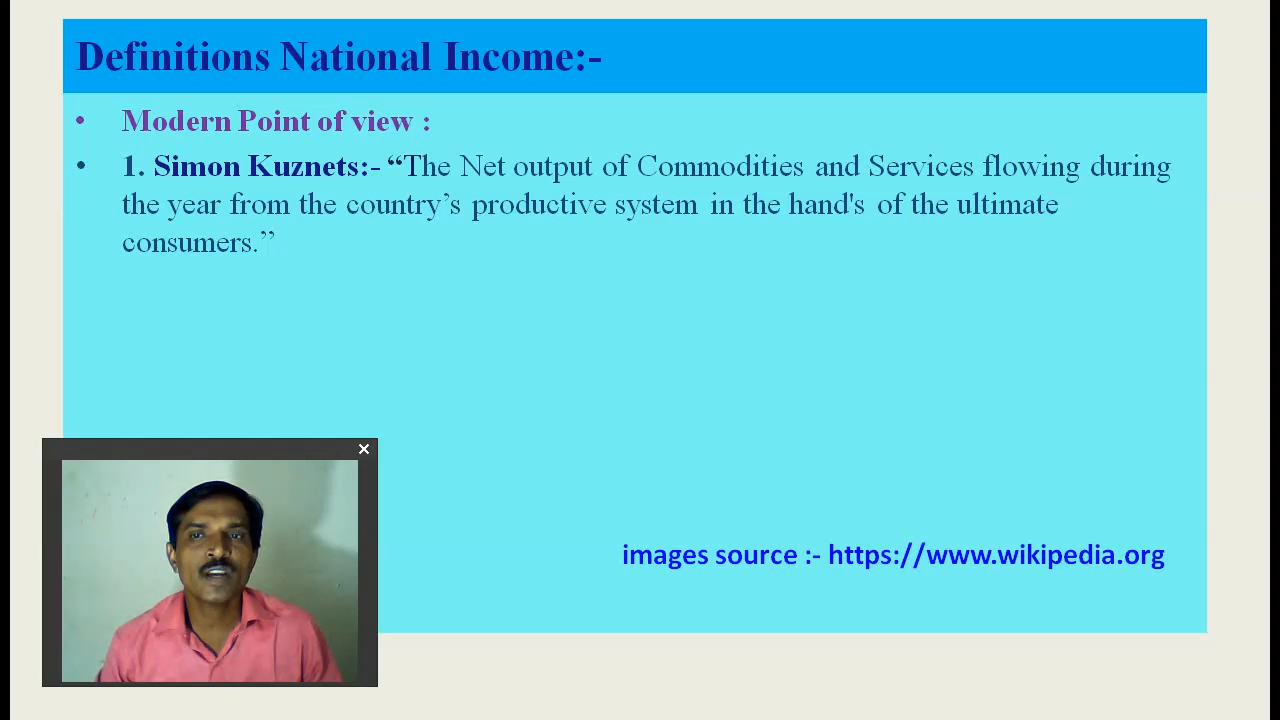 Definitions National Income:-
• Modern Point of view :
• 1. Simon Kuznets:- “The Net output of Commodities and Services flowing during
the year from the country’s productive system in the hand's of the ultimate
consumers.”
×
images source :- https://www.wikipedia.org